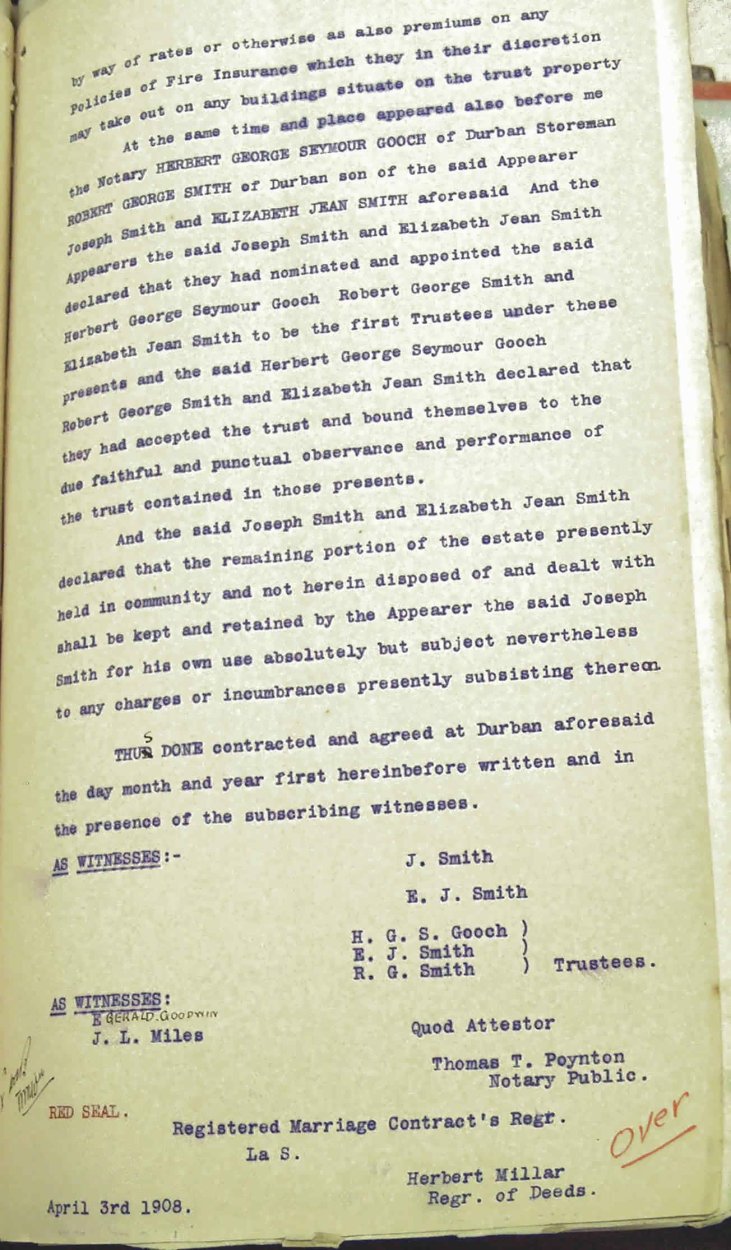 by way of rates or otherwise as also premiums on any
Policies of Fire Insurance which they in their discretion
may take out on any buildings situate on the trust property
At the same time and place appeared also before me
the Notary HERBERT GEORGE SEYMOUR GOOCH of Durban Storeman
ROBERT GEORGE SMITH of Durban son of the said Appearer
Joseph Smith and ELIZABETH JEAN SMITH aforesaid And the
Appearers the said Joseph Smith and Elizabeth Jean Smith
declared that they had nominated and appointed the said
Herbert George Seymour Gooch Robert George Smith and
Elizabeth Jean Smith to be the first Trustees under these
presents and the said Herbert George Seymour Gooch
Robert George Smith and Elizabeth Jean Smith declared that
they had accepted the trust and bound themselves to the
due faithful and punctual observance and performance of
the trust contained in those presents.
And the said Joseph Smith and Elizabeth Jean Smith
declared that the remaining portion of the estate presently
held in community and not herein disposed of and dealt with
shall be kept and retained by the Appearer the said Joseph
Smith for his own use absolutely but subject nevertheless
to any charges or incumbrances presently subsisting thereon
THUS DONE contracted and agreed at Durban aforesaid
the day month and year first hereinbefore written and in
the presence of the subscribing witnesses.
AS WITNESSES:-
J. Smith
E. J. Smith
H. G. S. Gooch )
E. J. Smith )
R. G. Smith ) Trustees.
AS WITNESSES:
E GERALD. GOODWIN
J. L. Miles
Quod Attestor
Thomas T. Poynton
Notary Public.
RED SEAL.
Registered Marriage Contract's Regr.
La S.
Over
Herbert Millar
Regr. of Deeds.
April 3rd 1908.